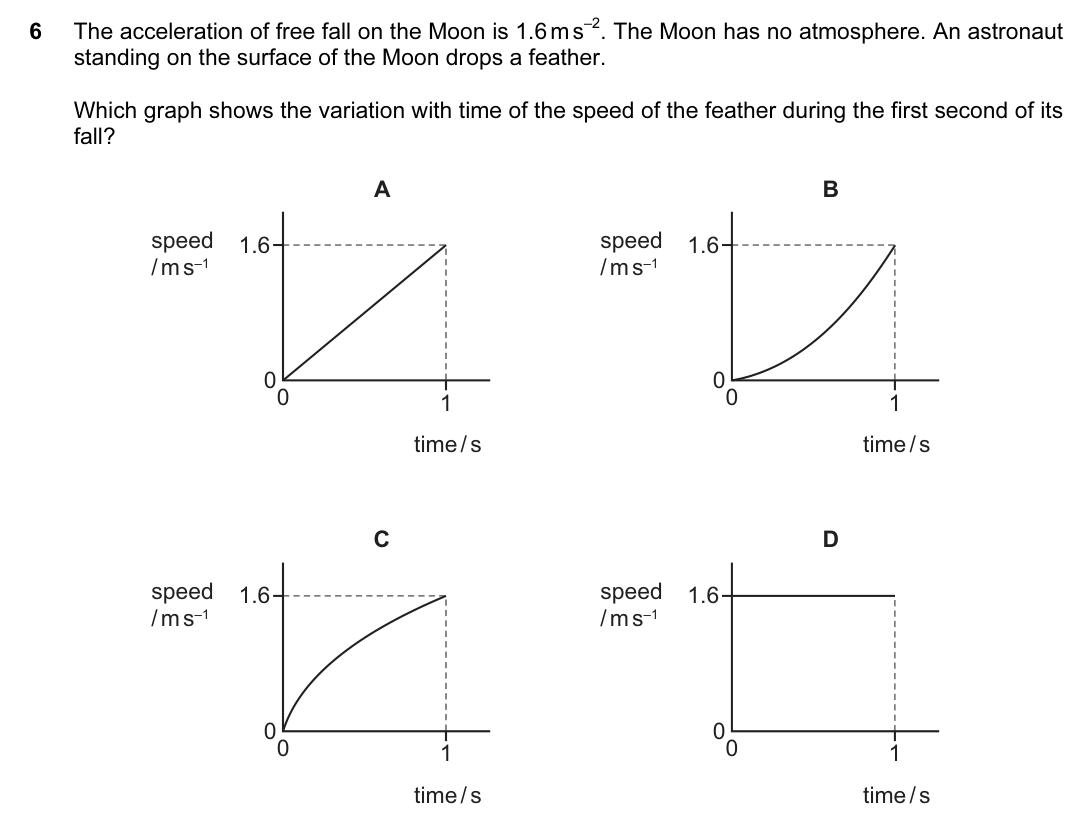 6 The acceleration of free fall on the Moon is 1.6 m s⁻². The Moon has no atmosphere. An astronaut
standing on the surface of the Moon drops a feather.
Which graph shows the variation with time of the speed of the feather during the first second of its
fall?
A
speed
/ m s⁻¹
1.6
0
0
1
time / s
B
speed
/ m s⁻¹
1.6
0
0
1
time / s
C
speed
/ m s⁻¹
1.6
0
0
1
time / s
D
speed
/ m s⁻¹
1.6
0
0
1
time / s